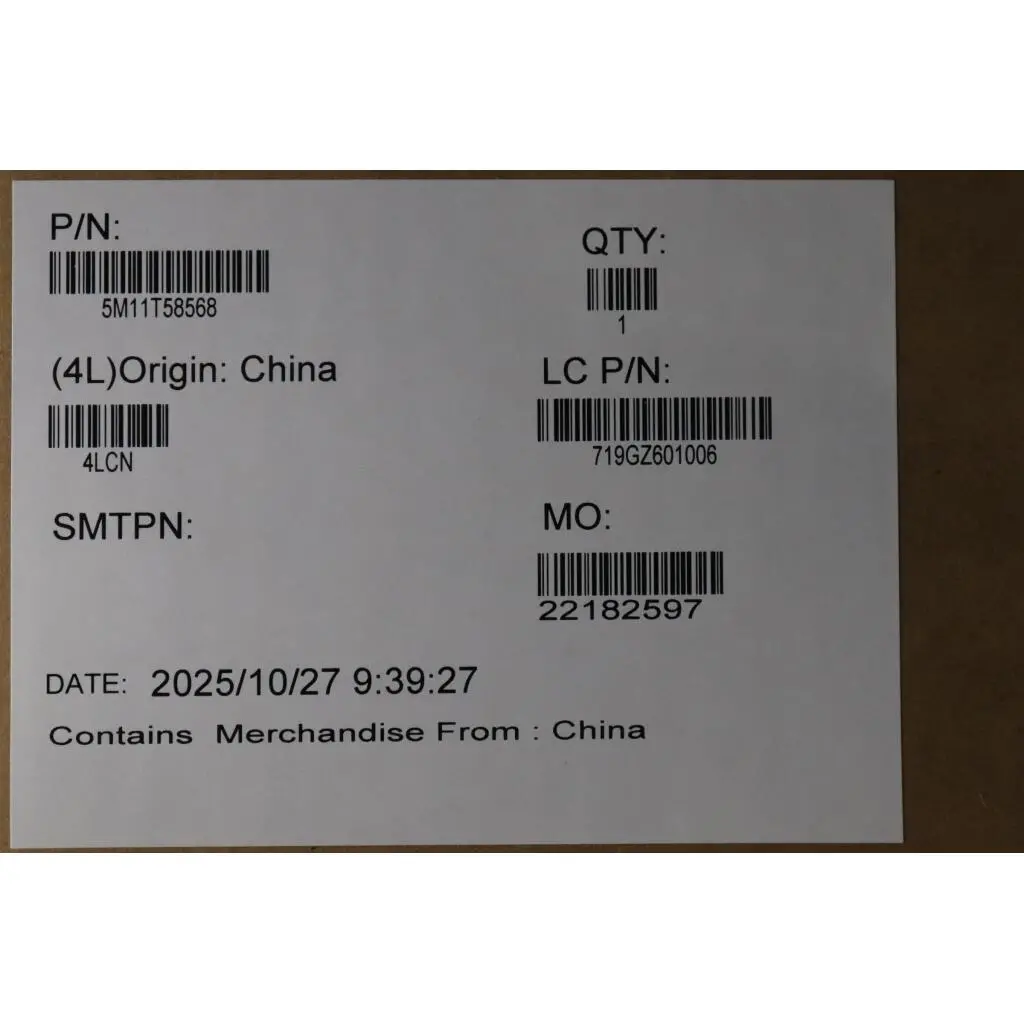 P/N:
5M11T58568
QTY:
1
(4L)Origin: China
4LCN
LC P/N:
719GZ601006
SMTPN:
MO:
22182597
DATE: 2025/10/27 9:39:27
Contains Merchandise From : China